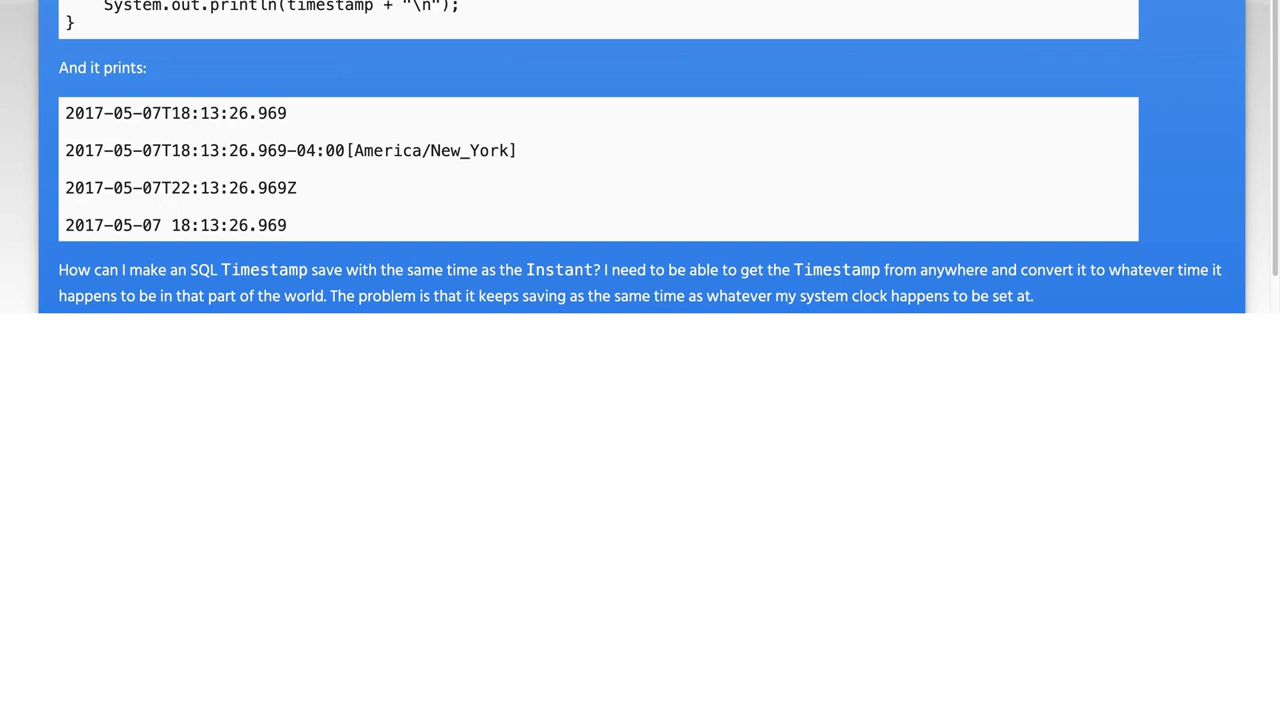 System.out.println(timestamp + "\n");
}
And it prints:
2017-05-07T18:13:26.969
2017-05-07T18:13:26.969-04:00[America/New_York]
2017-05-07T22:13:26.969Z
2017-05-07 18:13:26.969
How can I make an SQL Timestamp save with the same time as the Instant? I need to be able to get the Timestamp from anywhere and convert it to whatever time it
happens to be in that part of the world. The problem is that it keeps saving as the same time as whatever my system clock happens to be set at.